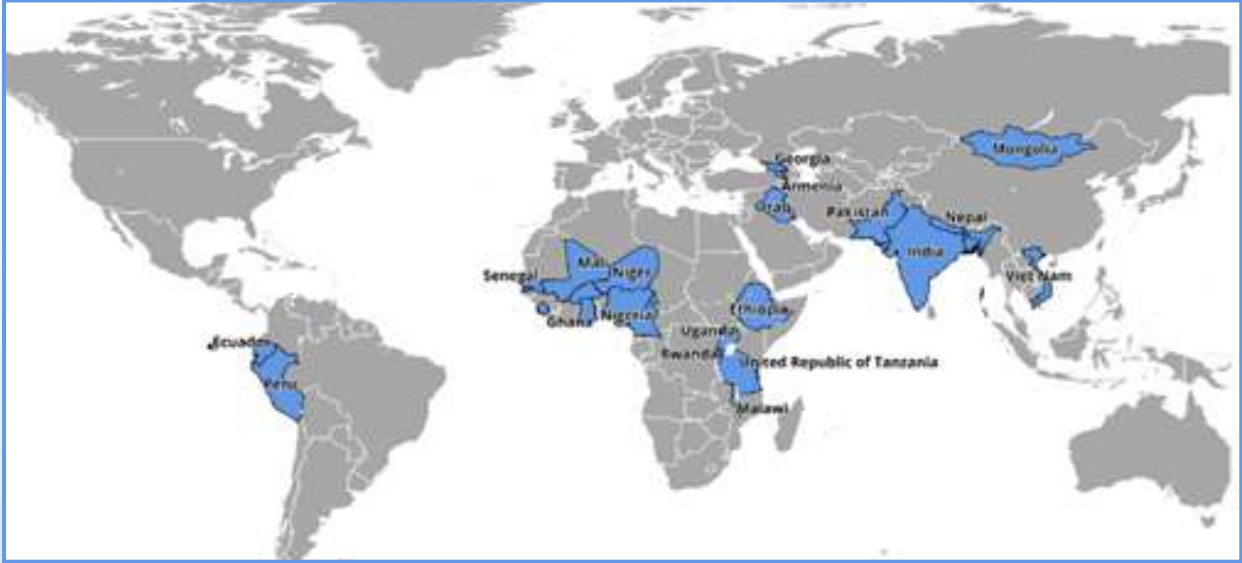 Mongolia
Georgia
Armenia
Iraq
Pakistan
Nepal
India
Mali
Niger
Senegal
Viet Nam
Ethiopia
Nigeria
Ghana
Uganda
Ecuador
Rwanda
United Republic of Tanzania
Peru
Malawi